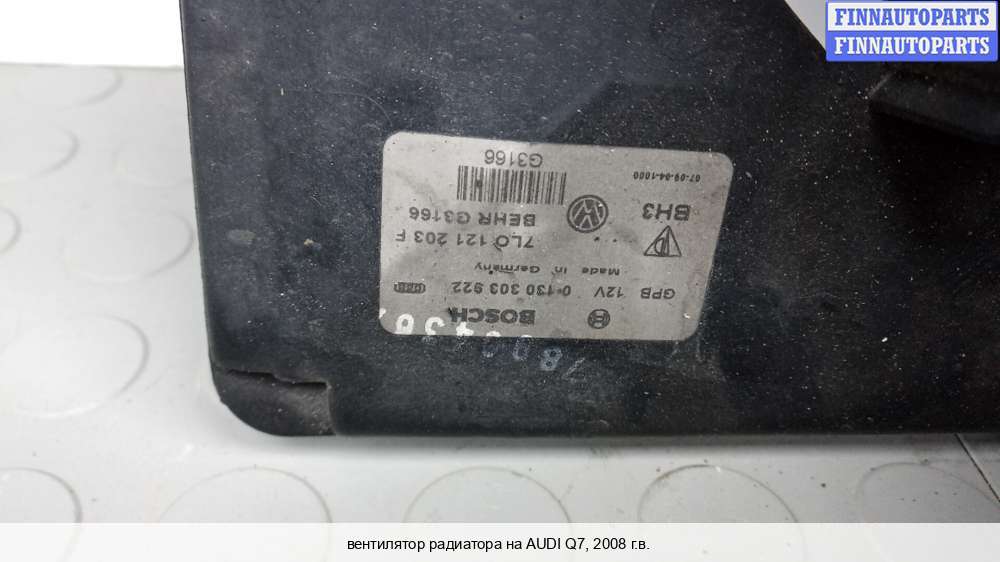 FINNAUTOPARTS
FINNAUTOPARTS
BOSCH
GPB 12V 0 130 303 922
Made in Germany
7L0 121 203 F
BH3
BEHR G3166
07-09-04-1000
G3166
вентилятор радиатора на AUDI Q7, 2008 г.в.